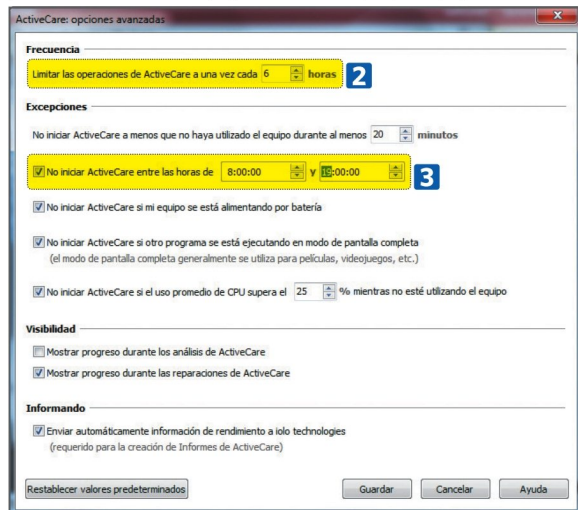 ActiveCare: opciones avanzadas
Frecuencia
Limitar las operaciones de ActiveCare a una vez cada 6 horas 2
Excepciones
No iniciar ActiveCare a menos que no haya utilizado el equipo durante al menos 20 minutos
No iniciar ActiveCare entre las horas de 8:00:00 y 19:00:00 3
No iniciar ActiveCare si mi equipo se está alimentando por batería
No iniciar ActiveCare si otro programa se está ejecutando en modo de pantalla completa
(el modo de pantalla completa generalmente se utiliza para películas, videojuegos, etc.)
No iniciar ActiveCare si el uso promedio de CPU supera el 25 % mientras no esté utilizando el equipo
Visibilidad
Mostrar progreso durante los análisis de ActiveCare
Mostrar progreso durante las reparaciones de ActiveCare
Informando
Enviar automáticamente información de rendimiento a iolo technologies
(requerido para la creación de Informes de ActiveCare)
Restablecer valores predeterminados Guardar Cancelar Ayuda